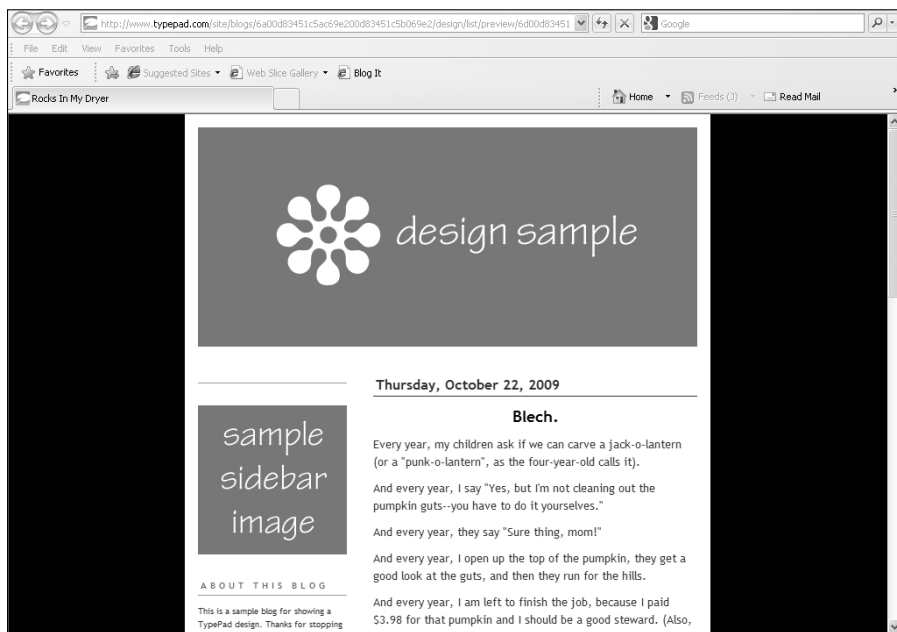 http://www.typepad.com/site/blogs/6a00d83451c5ac69e200d83451c5b069e2/design/list/preview/6d00d83451
Google
File Edit View Favorites Tools Help
Favorites Suggested Sites Web Slice Gallery Blog It
Rocks In My Dryer
Home Feeds (J) Read Mail
design sample
sample
sidebar
image
ABOUT THIS BLOG
This is a sample blog for showing a
TypePad design. Thanks for stopping
Thursday, October 22, 2009
Blech.
Every year, my children ask if we can carve a jack-o-lantern
(or a "punk-o-lantern", as the four-year-old calls it).
And every year, I say "Yes, but I'm not cleaning out the
pumpkin guts--you have to do it yourselves."
And every year, they say "Sure thing, mom!"
And every year, I open up the top of the pumpkin, they get a
good look at the guts, and then they run for the hills.
And every year, I am left to finish the job, because I paid
$3.98 for that pumpkin and I should be a good steward. (Also,